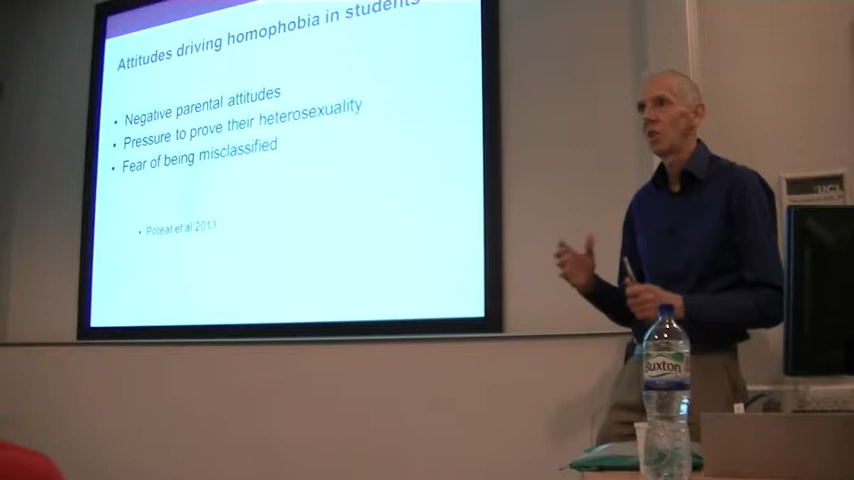 Attitudes driving homophobia in students
• Negative parental attitudes
• Pressure to prove their heterosexuality
• Fear of being misclassified
• Poteat et al 2013
UCL
Buxton